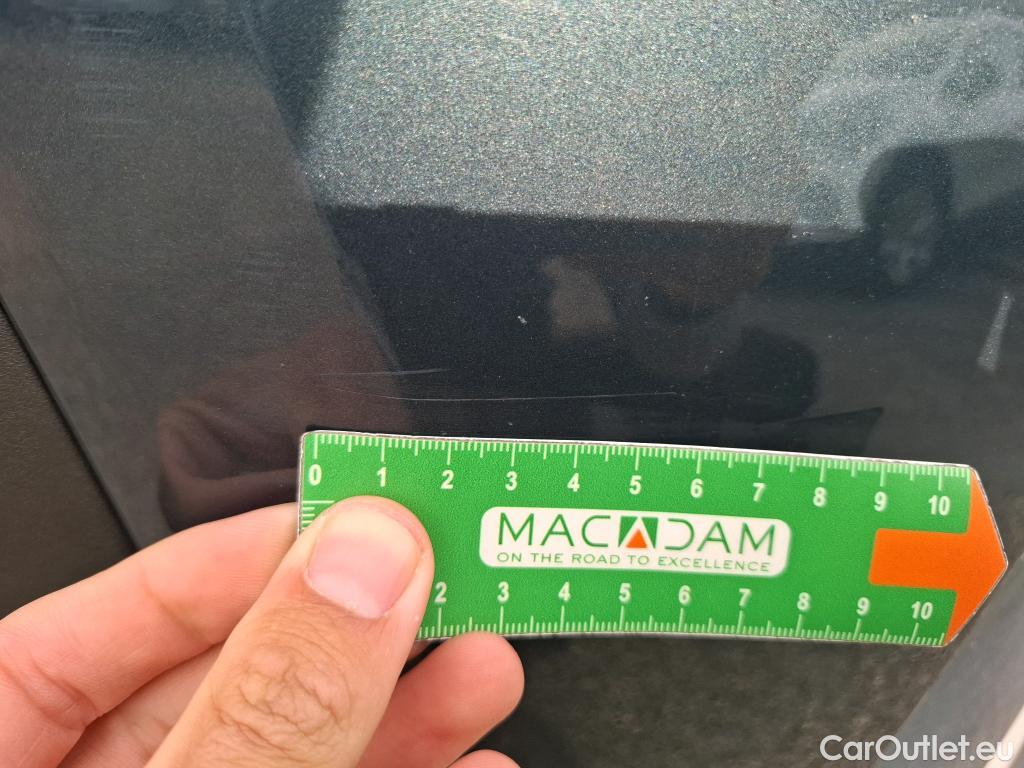 0 1 2 3 4 5 6 7 8 9 10
MACADAM
ON THE ROAD TO EXCELLENCE
2 3 4 5 6 7 8 9 10
CarOutlet.eu